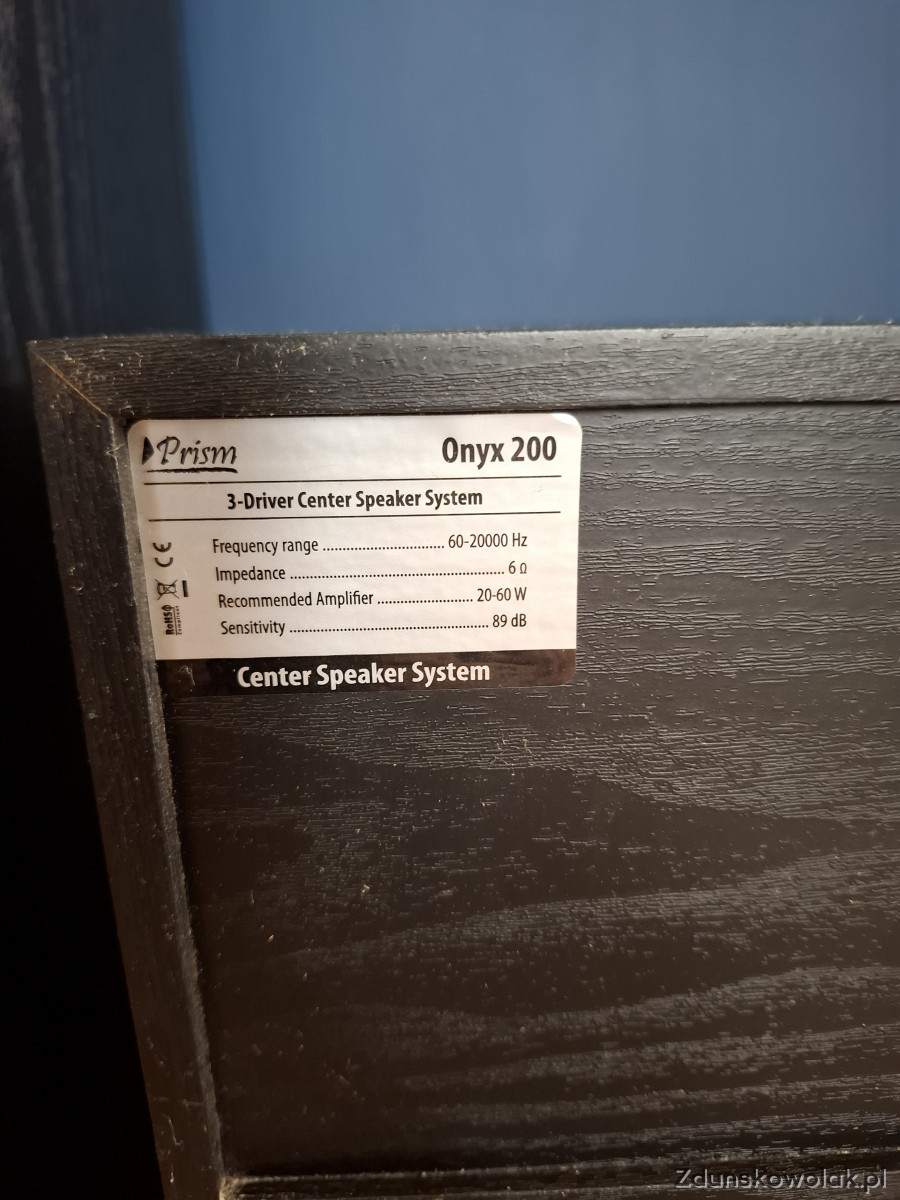 Prism
Onyx 200
3-Driver Center Speaker System
Frequency range .............................. 60-20000 Hz
Impedance ...................................................... 6 Ω
Recommended Amplifier ........................ 20-60 W
Sensitivity .................................................. 89 dB
CE
RoHS
Center Speaker System
Zdunskowolak.pl